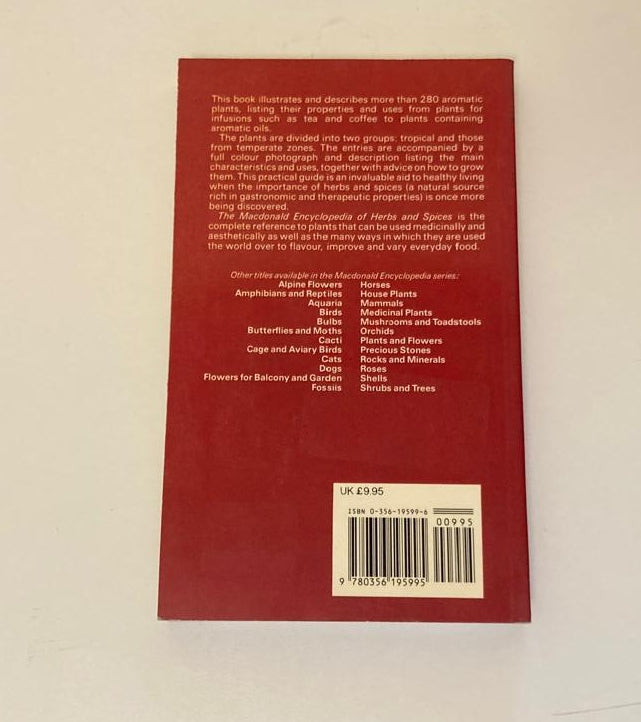 This book illustrates and describes more than 280 aromatic
plants, listing their properties and uses from plants for
infusions such as tea and coffee to plants containing
aromatic oils.
The plants are divided into two groups: tropical and those
from temperate zones. The entries are accompanied by a
full colour photograph and description listing the main
characteristics and uses, together with advice on how to grow
them. This practical guide is an invaluable aid to healthy living
when the importance of herbs and spices (a natural source
rich in gastronomic and therapeutic properties) is once more
being discovered.
The Macdonald Encyclopedia of Herbs and Spices is the
complete reference to plants that can be used medicinally and
aesthetically as well as the many ways in which they are used
the world over to flavour, improve and vary everyday food.
Other titles available in the Macdonald Encyclopedia series:
Alpine Flowers
Amphibians and Reptiles
Aquaria
Birds
Bulbs
Butterflies and Moths
Cacti
Cage and Aviary Birds
Cats
Dogs
Flowers for Balcony and Garden
Fossils
Horses
House Plants
Mammals
Medicinal Plants
Mushrooms and Toadstools
Orchids
Plants and Flowers
Precious Stones
Rocks and Minerals
Roses
Shells
Shrubs and Trees
UK £9.95
ISBN 0-356-19599-6
00995
9 780356 195995